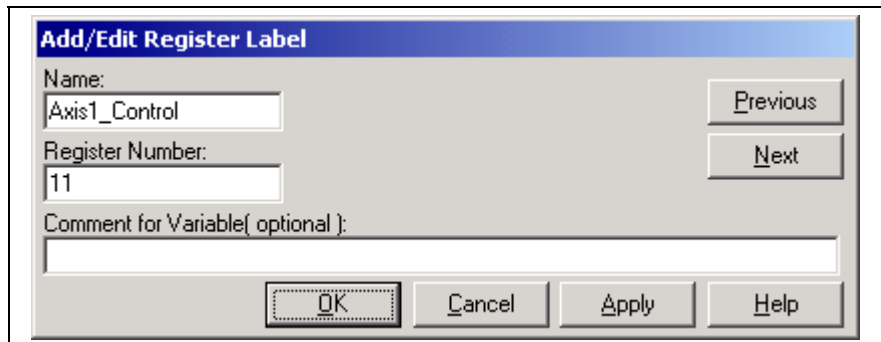 Add/Edit Register Label
Name:
Axis1_Control
Previous
Register Number:
Next
11
Comment for Variable( optional ):
OK Cancel Apply Help